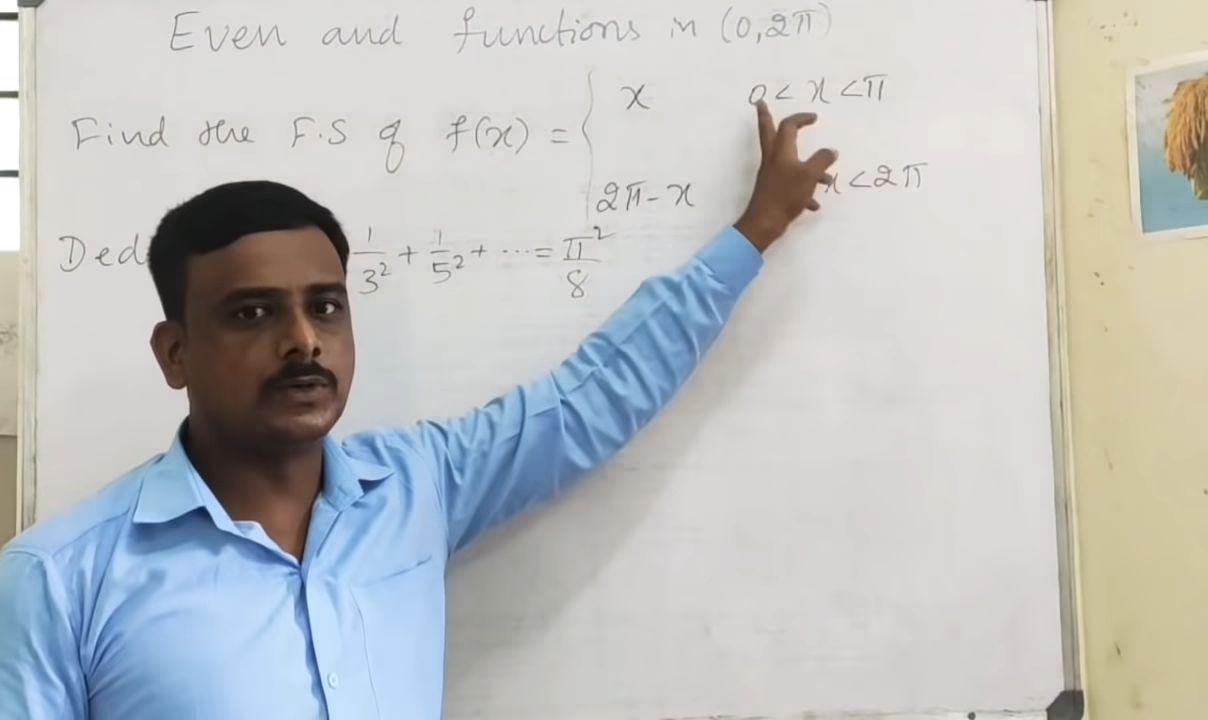 Even and functions in (0,2π)
Find the F.S of f(x) = { x 0<x<π
2π-x x<2π
Ded 1/3² + 1/5² + ... = π²/8